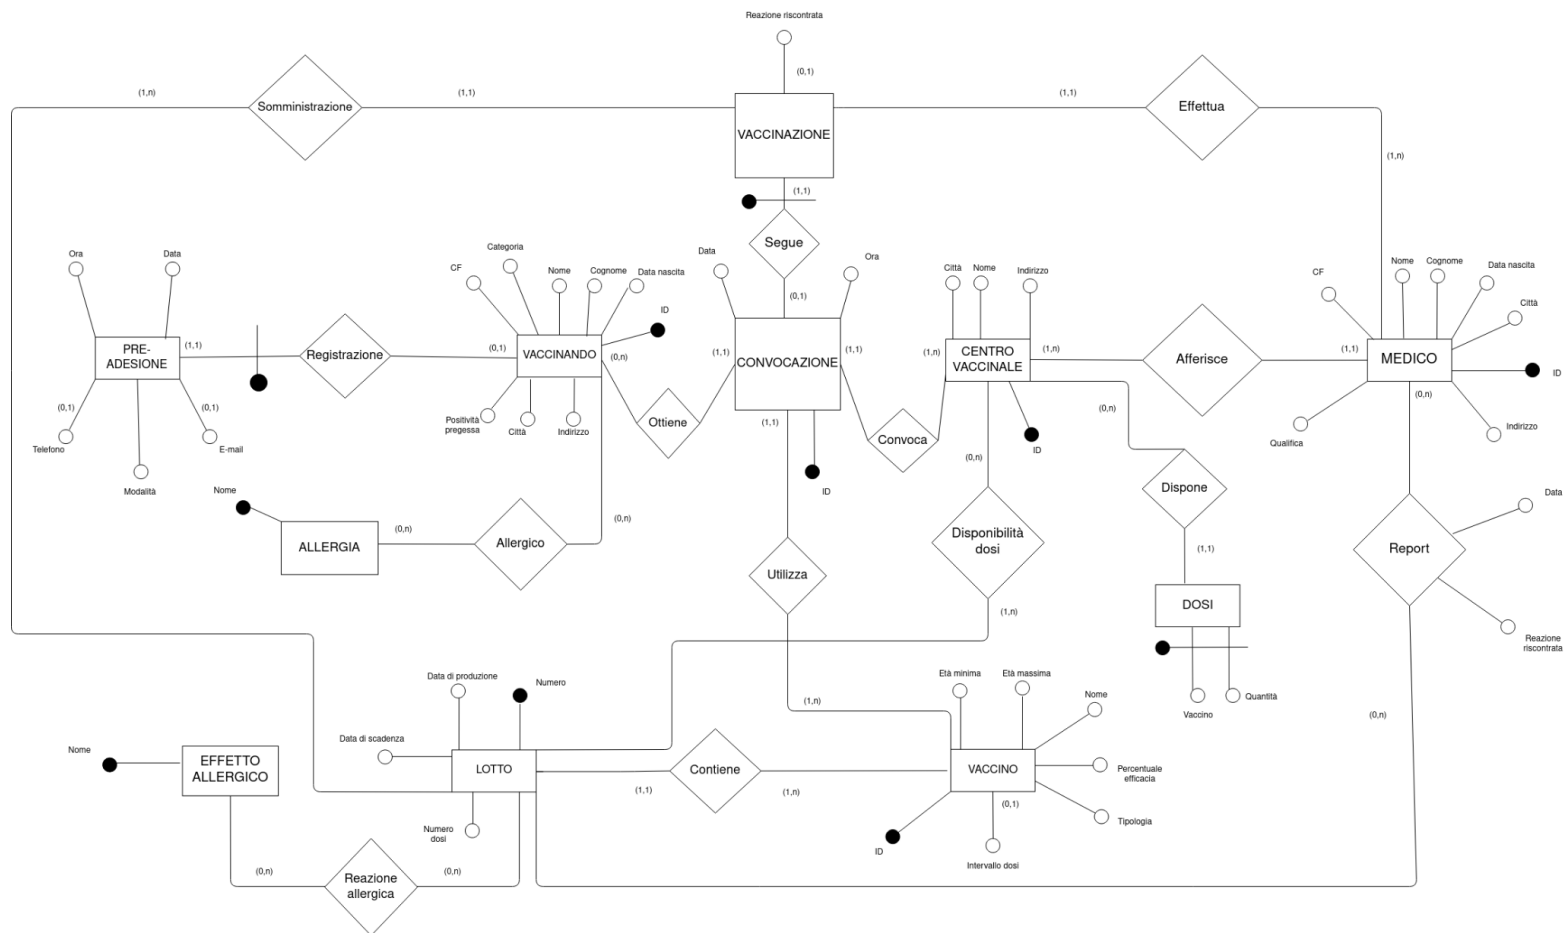 Reazione riscontrata
(0,1)
(1,n)
Somministrazione
(1,1)
VACCINAZIONE
(1,1)
Effettua
(1,n)
(1,1)
Segue
(0,1)
Ora
Data
PRE-
ADESIONE
(1,1)
(0,1)
Telefono
Modalità
(0,1)
E-mail
Registrazione
(0,1)
CF
Categoria
Nome
Cognome
Data nascita
ID
VACCINANDO
(0,n)
Positività
pregessa
Città
Indirizzo
Ottiene
(1,1)
Data
Ora
CONVOCAZIONE
(1,1)
(1,1)
ID
Convoca
(1,n)
Città
Nome
Indirizzo
CENTRO
VACCINALE
(1,n)
ID
(0,n)
(0,n)
Afferisce
(1,1)
CF
Nome
Cognome
Data nascita
Città
MEDICO
ID
(0,n)
Indirizzo
Qualifica
Nome
ALLERGIA
(0,n)
Allergico
(0,n)
Utilizza
(1,n)
Disponibilità
dosi
(1,n)
Dispone
(1,1)
DOSI
Vaccino
Quantità
Report
Data
Reazione
riscontrata
(0,n)
Data di produzione
Numero
Data di scadenza
LOTTO
Numero
dosi
(1,1)
Contiene
(1,n)
Età minima
Età massima
Nome
VACCINO
Percentuale
efficacia
Tipologia
(0,1)
Intervallo dosi
ID
Nome
EFFETTO
ALLERGICO
(0,n)
Reazione
allergica
(0,n)